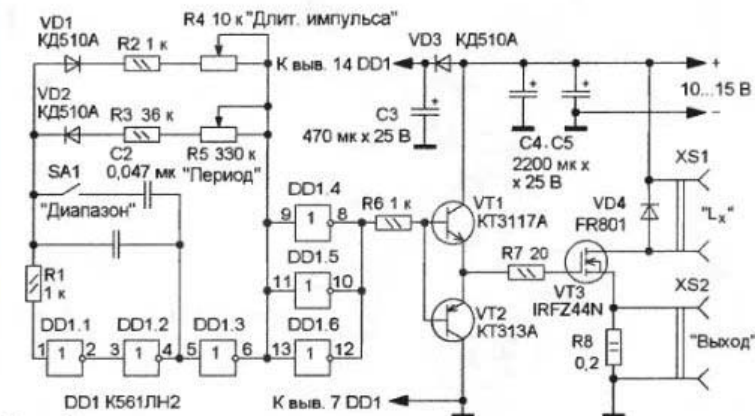 VD1
КД510А
R2 1 к
R4 10 к "Длит. импульса"
VD2
КД510А
R3 36 к
C2
0,047 мк
R5 330 к
"Период"
SA1
"Диапазон"
R1
1 к
1
DD1.1
1
2
3
DD1.2
1
4
5
DD1.3
1
6
DD1 К561ЛН2
К выв. 14 DD1
VD3
КД510А
C3
470 мк х 25 В
C4. C5
2200 мк х
х 25 В
+
10...15 В
−
DD1.4
9
1
8
DD1.5
11
1
10
DD1.6
13
1
12
R6 1 к
VT1
КТ3117А
VT2
КТ313А
R7 20
VT3
IRFZ44N
VD4
FR801
XS1
"Lх"
XS2
"Выход"
R8
0,2
К выв. 7 DD1